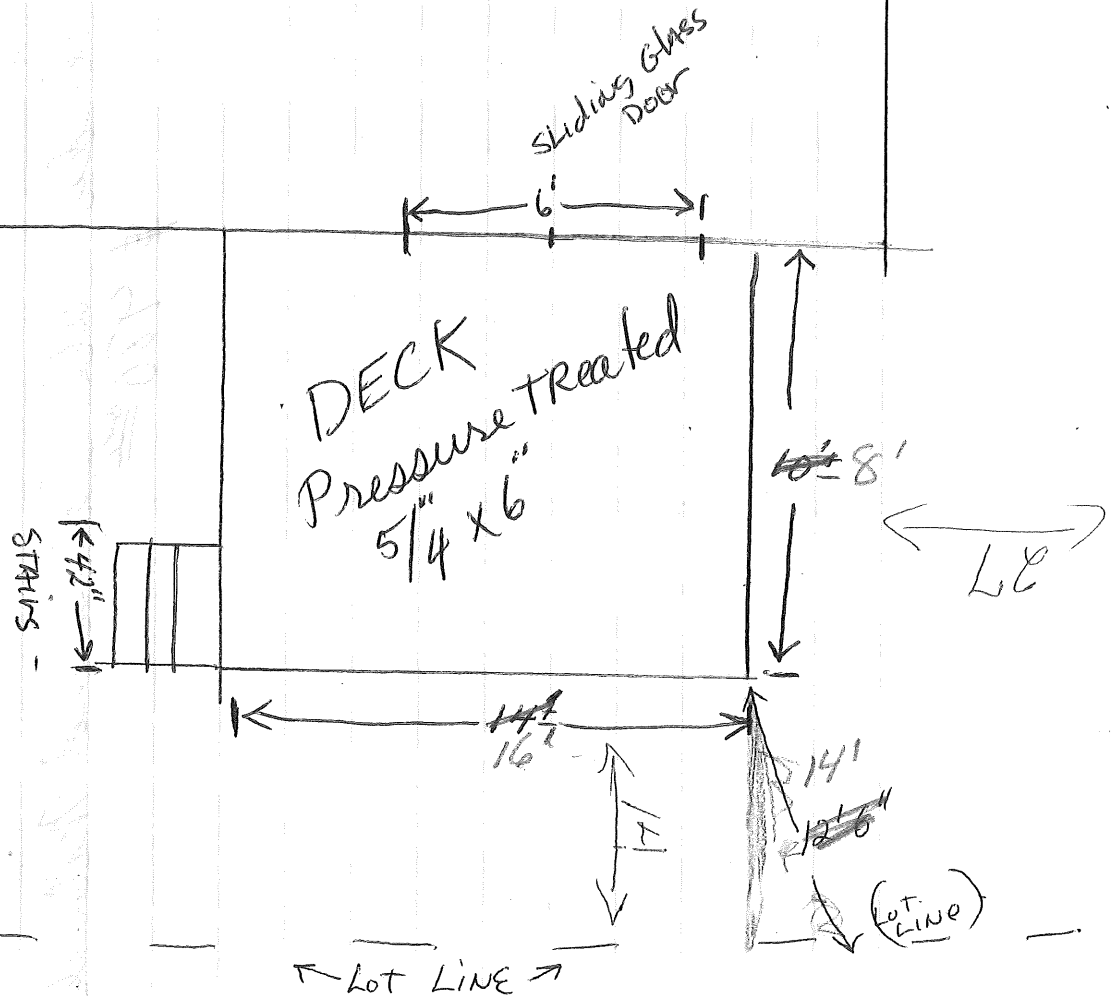 Sliding Glass
Door
6'
DECK
Pressure Treated
5/4" x 6"
8'
42"
STAIRS -
16'
14'
12'6"
(LOT
LINE)
LOT LINE